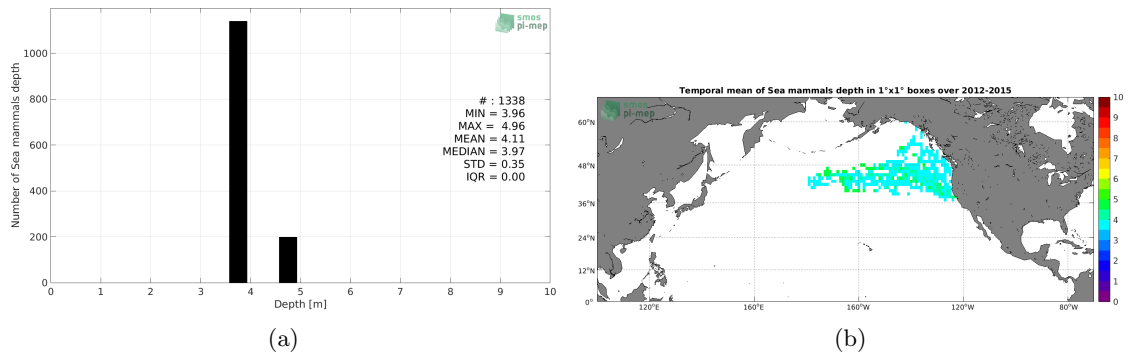 smos
pi-mep
Number of Sea mammals depth
1000
800
600
400
200
0
# : 1338
MIN = 3.96
MAX = 4.96
MEAN = 4.11
MEDIAN = 3.97
STD = 0.35
IQR = 0.00
0 1 2 3 4 5 6 7 8 9 10
Depth [m]
(a)
Temporal mean of Sea mammals depth in 1°x1° boxes over 2012-2015
smos
pi-mep
60°N
48°N
36°N
24°N
12°N
0°
120°E 160°E 160°W 120°W 80°W
10
9
8
7
6
5
4
3
2
1
0
(b)